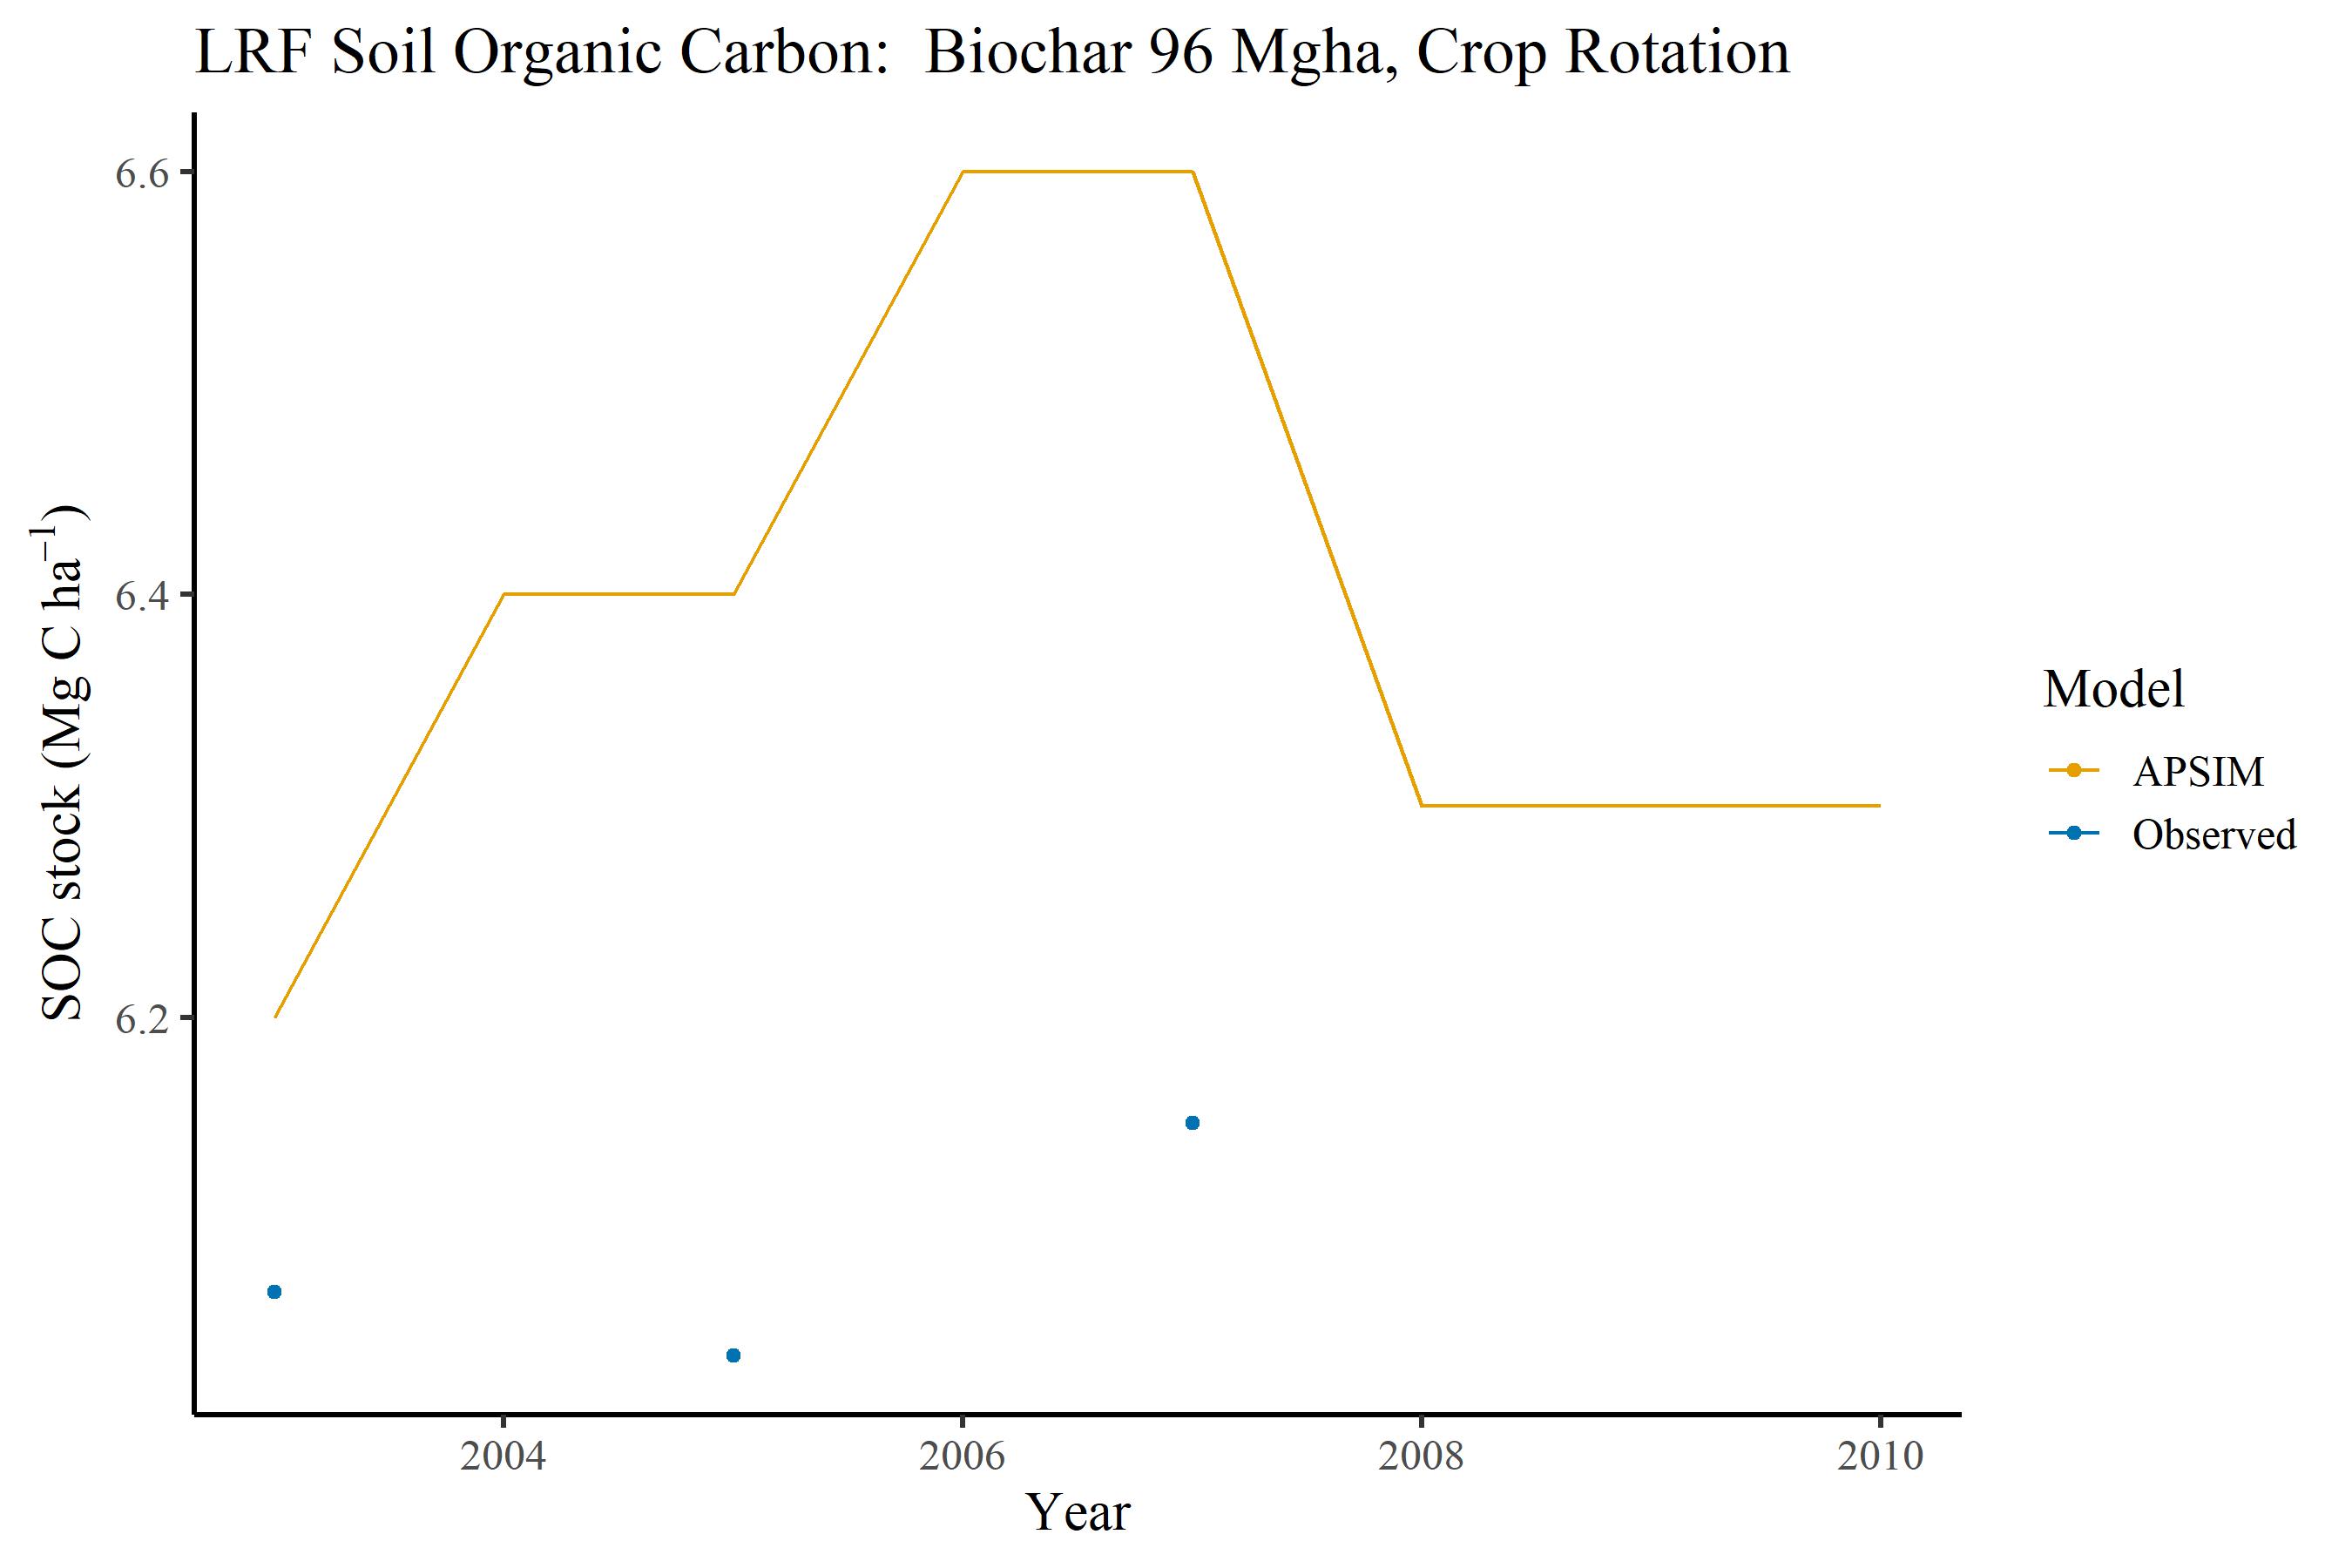 LRF Soil Organic Carbon:  Biochar 96 Mgha, Crop Rotation
SOC stock (Mg C ha⁻¹)
6.6
6.4
6.2
2004
2006
2008
2010
Year
Model
APSIM
Observed